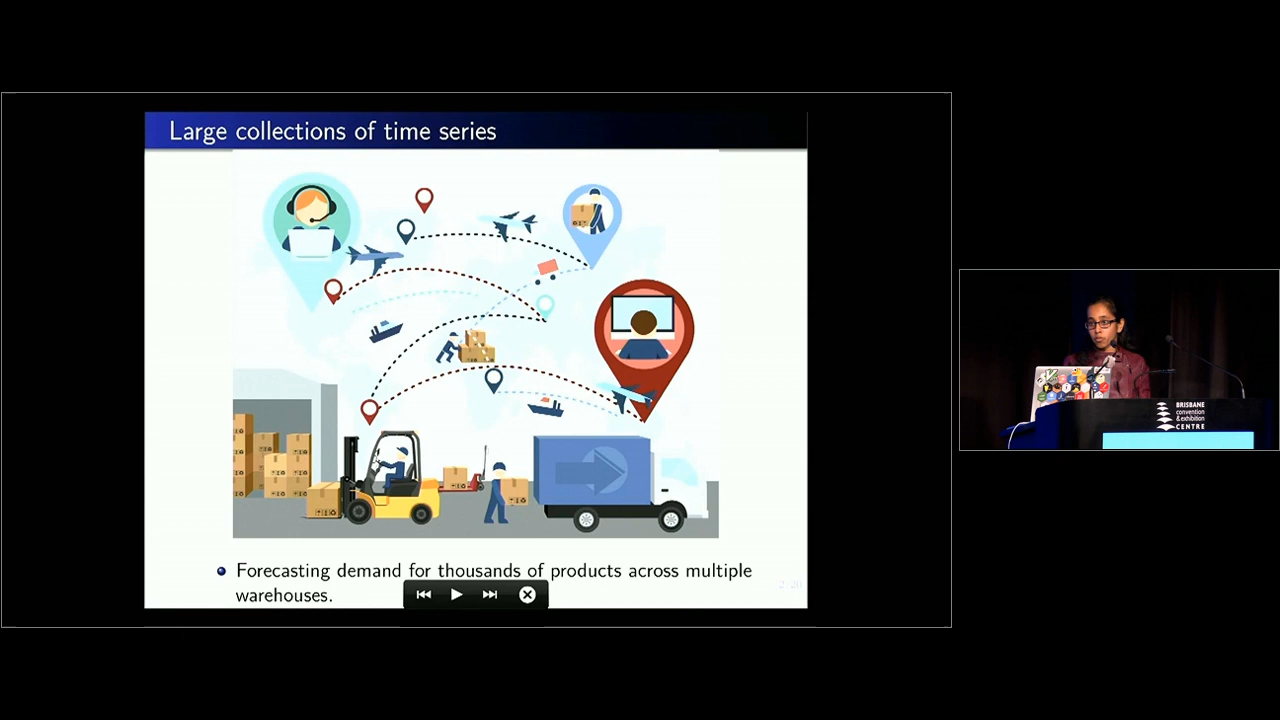 Large collections of time series
Forecasting demand for thousands of products across multiple
warehouses.
BRISBANE
convention
& exhibition
CENTRE